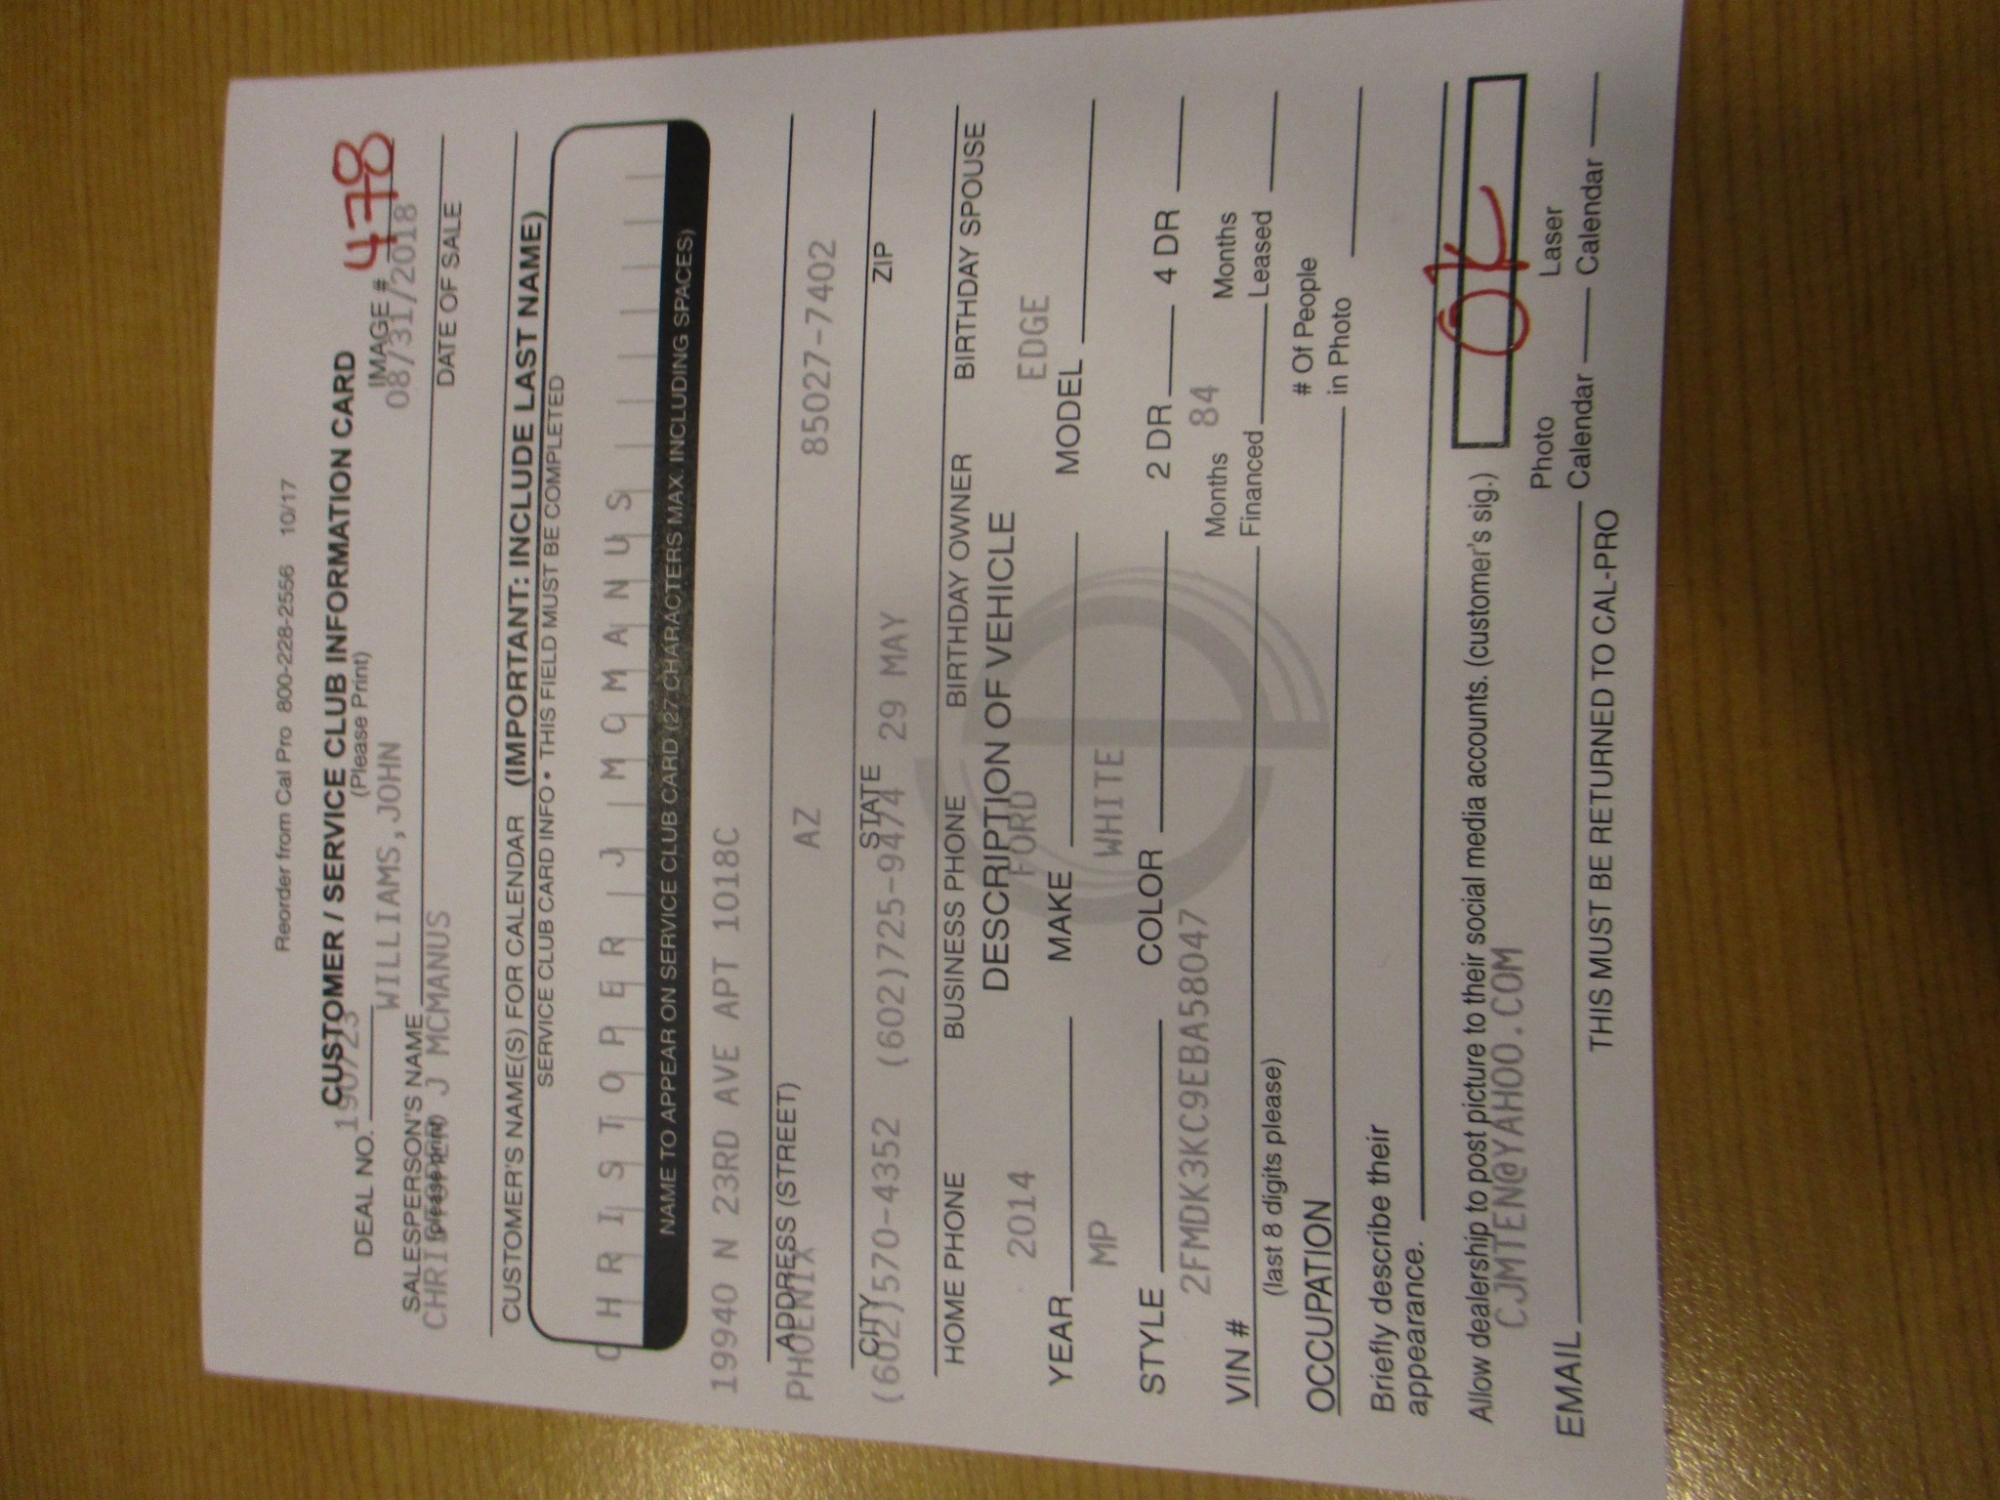 Reorder from Cal Pro 800-228-2556 10/17
CUSTOMER / SERVICE CLUB INFORMATION CARD
(Please Print)
DEAL NO. 190723 IMAGE # 478
WILLIAMS,JOHN 08/31/2018
SALESPERSON'S NAME DATE OF SALE
(please print)
CHRISTOPHER J MCMANUS
CUSTOMER'S NAME(S) FOR CALENDAR (IMPORTANT: INCLUDE LAST NAME)
SERVICE CLUB CARD INFO • THIS FIELD MUST BE COMPLETED
C H R I S T O P E R J M C M A N U S
NAME TO APPEAR ON SERVICE CLUB CARD (27 CHARACTERS MAX. INCLUDING SPACES)
19940 N 23RD AVE APT 1018C
ADDRESS (STREET)
PHOENIX AZ 85027-7402
CITY STATE ZIP
(602)570-4352 (602)725-9474 29 MAY
HOME PHONE BUSINESS PHONE BIRTHDAY OWNER BIRTHDAY SPOUSE
DESCRIPTION OF VEHICLE
2014 FORD EDGE
YEAR MAKE MODEL
MP WHITE
STYLE COLOR 2 DR 4 DR
2FMDK3KC9EBA58047 Months 84 Months
VIN # Financed Leased
(last 8 digits please)
OCCUPATION # Of People
in Photo
Briefly describe their
appearance.
Allow dealership to post picture to their social media accounts. (customer's sig.) OK
CJMTEN@YAHOO.COM Photo Laser
EMAIL Calendar Calendar
THIS MUST BE RETURNED TO CAL-PRO